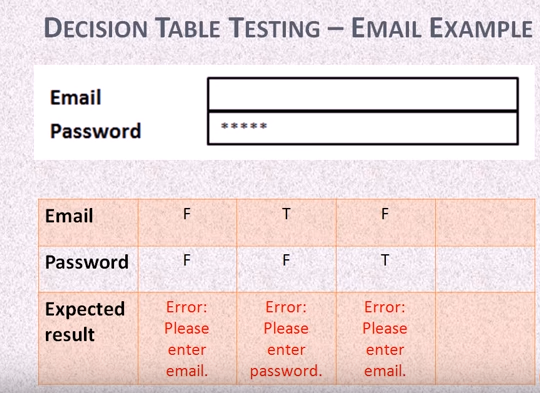 DECISION TABLE TESTING – EMAIL EXAMPLE
Email
Password *****
Email F T F
Password F F T
Expected result Error: Please enter email. Error: Please enter password. Error: Please enter email.